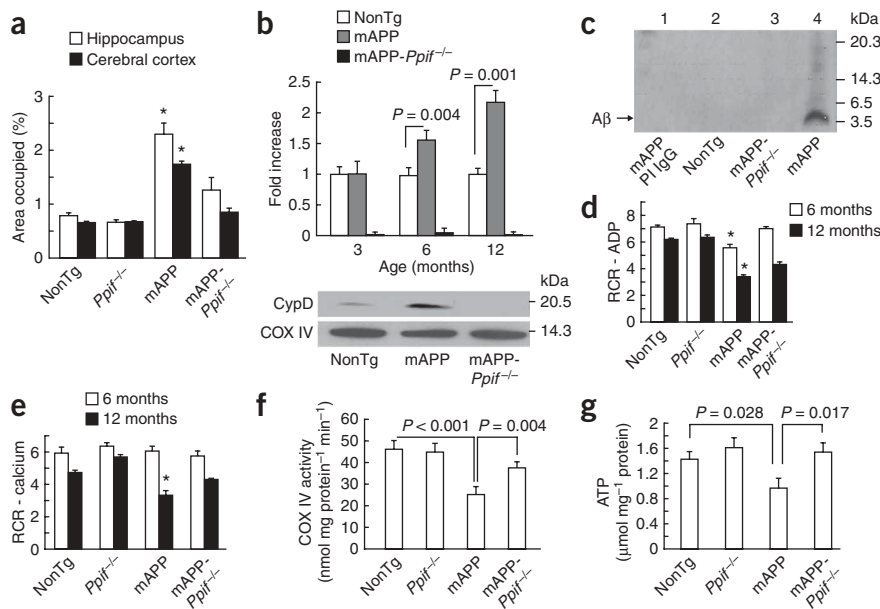 a
Hippocampus
Cerebral cortex
Area occupied (%)
3
2
1
0
*
*
NonTg
Ppif–/–
mAPP
mAPP-
Ppif–/–
b
NonTg
mAPP
mAPP-Ppif–/–
P = 0.001
P = 0.004
Fold increase
2.5
2
1.5
1
0.5
0
3
6
12
Age (months)
kDa
CypD
20.5
COX IV
14.3
NonTg
mAPP
mAPP-
Ppif–/–
c
1
2
3
4
kDa
20.3
14.3
6.5
3.5
Aβ
mAPP
PI IgG
NonTg
mAPP-
Ppif–/–
mAPP
d
6 months
12 months
RCR - ADP
8
6
4
2
0
*
*
NonTg
Ppif–/–
mAPP
mAPP-
Ppif–/–
e
6 months
12 months
RCR - calcium
6
4
2
0
*
NonTg
Ppif–/–
mAPP
mAPP-
Ppif–/–
f
P < 0.001
P = 0.004
COX IV activity
(nmol mg protein–1 min–1)
60
50
40
30
20
10
0
NonTg
Ppif–/–
mAPP
mAPP-
Ppif–/–
g
P = 0.028
P = 0.017
ATP
(μmol mg–1 protein)
2
1.6
1.2
0.8
0.4
0
NonTg
Ppif–/–
mAPP
mAPP-
Ppif–/–